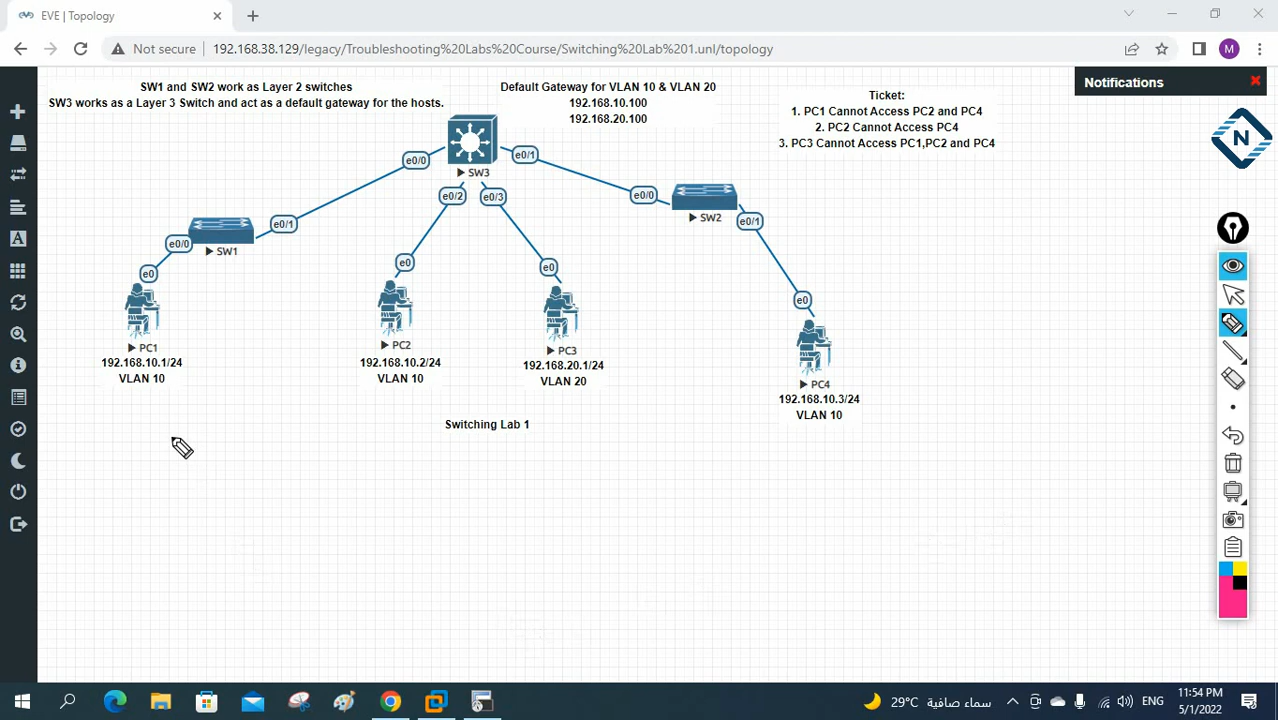 EVE | Topology
Not secure
192.168.38.129/legacy/Troubleshooting%20Labs%20Course/Switching%20Lab%201.unl/topology
M
SW1 and SW2 work as Layer 2 switches
SW3 works as a Layer 3 Switch and act as a default gateway for the hosts.
Default Gateway for VLAN 10 & VLAN 20
192.168.10.100
192.168.20.100
Notifications
Ticket:
1. PC1 Cannot Access PC2 and PC4
2. PC2 Cannot Access PC4
3. PC3 Cannot Access PC1,PC2 and PC4
N
e0/0
e0/1
SW3
e0/2
e0/3
e0/0
SW2
e0/1
e0/1
e0/0
SW1
e0
e0
e0
e0
PC1
192.168.10.1/24
VLAN 10
PC2
192.168.10.2/24
VLAN 10
PC3
192.168.20.1/24
VLAN 20
PC4
192.168.10.3/24
VLAN 10
Switching Lab 1
29°C سماء صافية
ENG
11:54 PM
5/1/2022